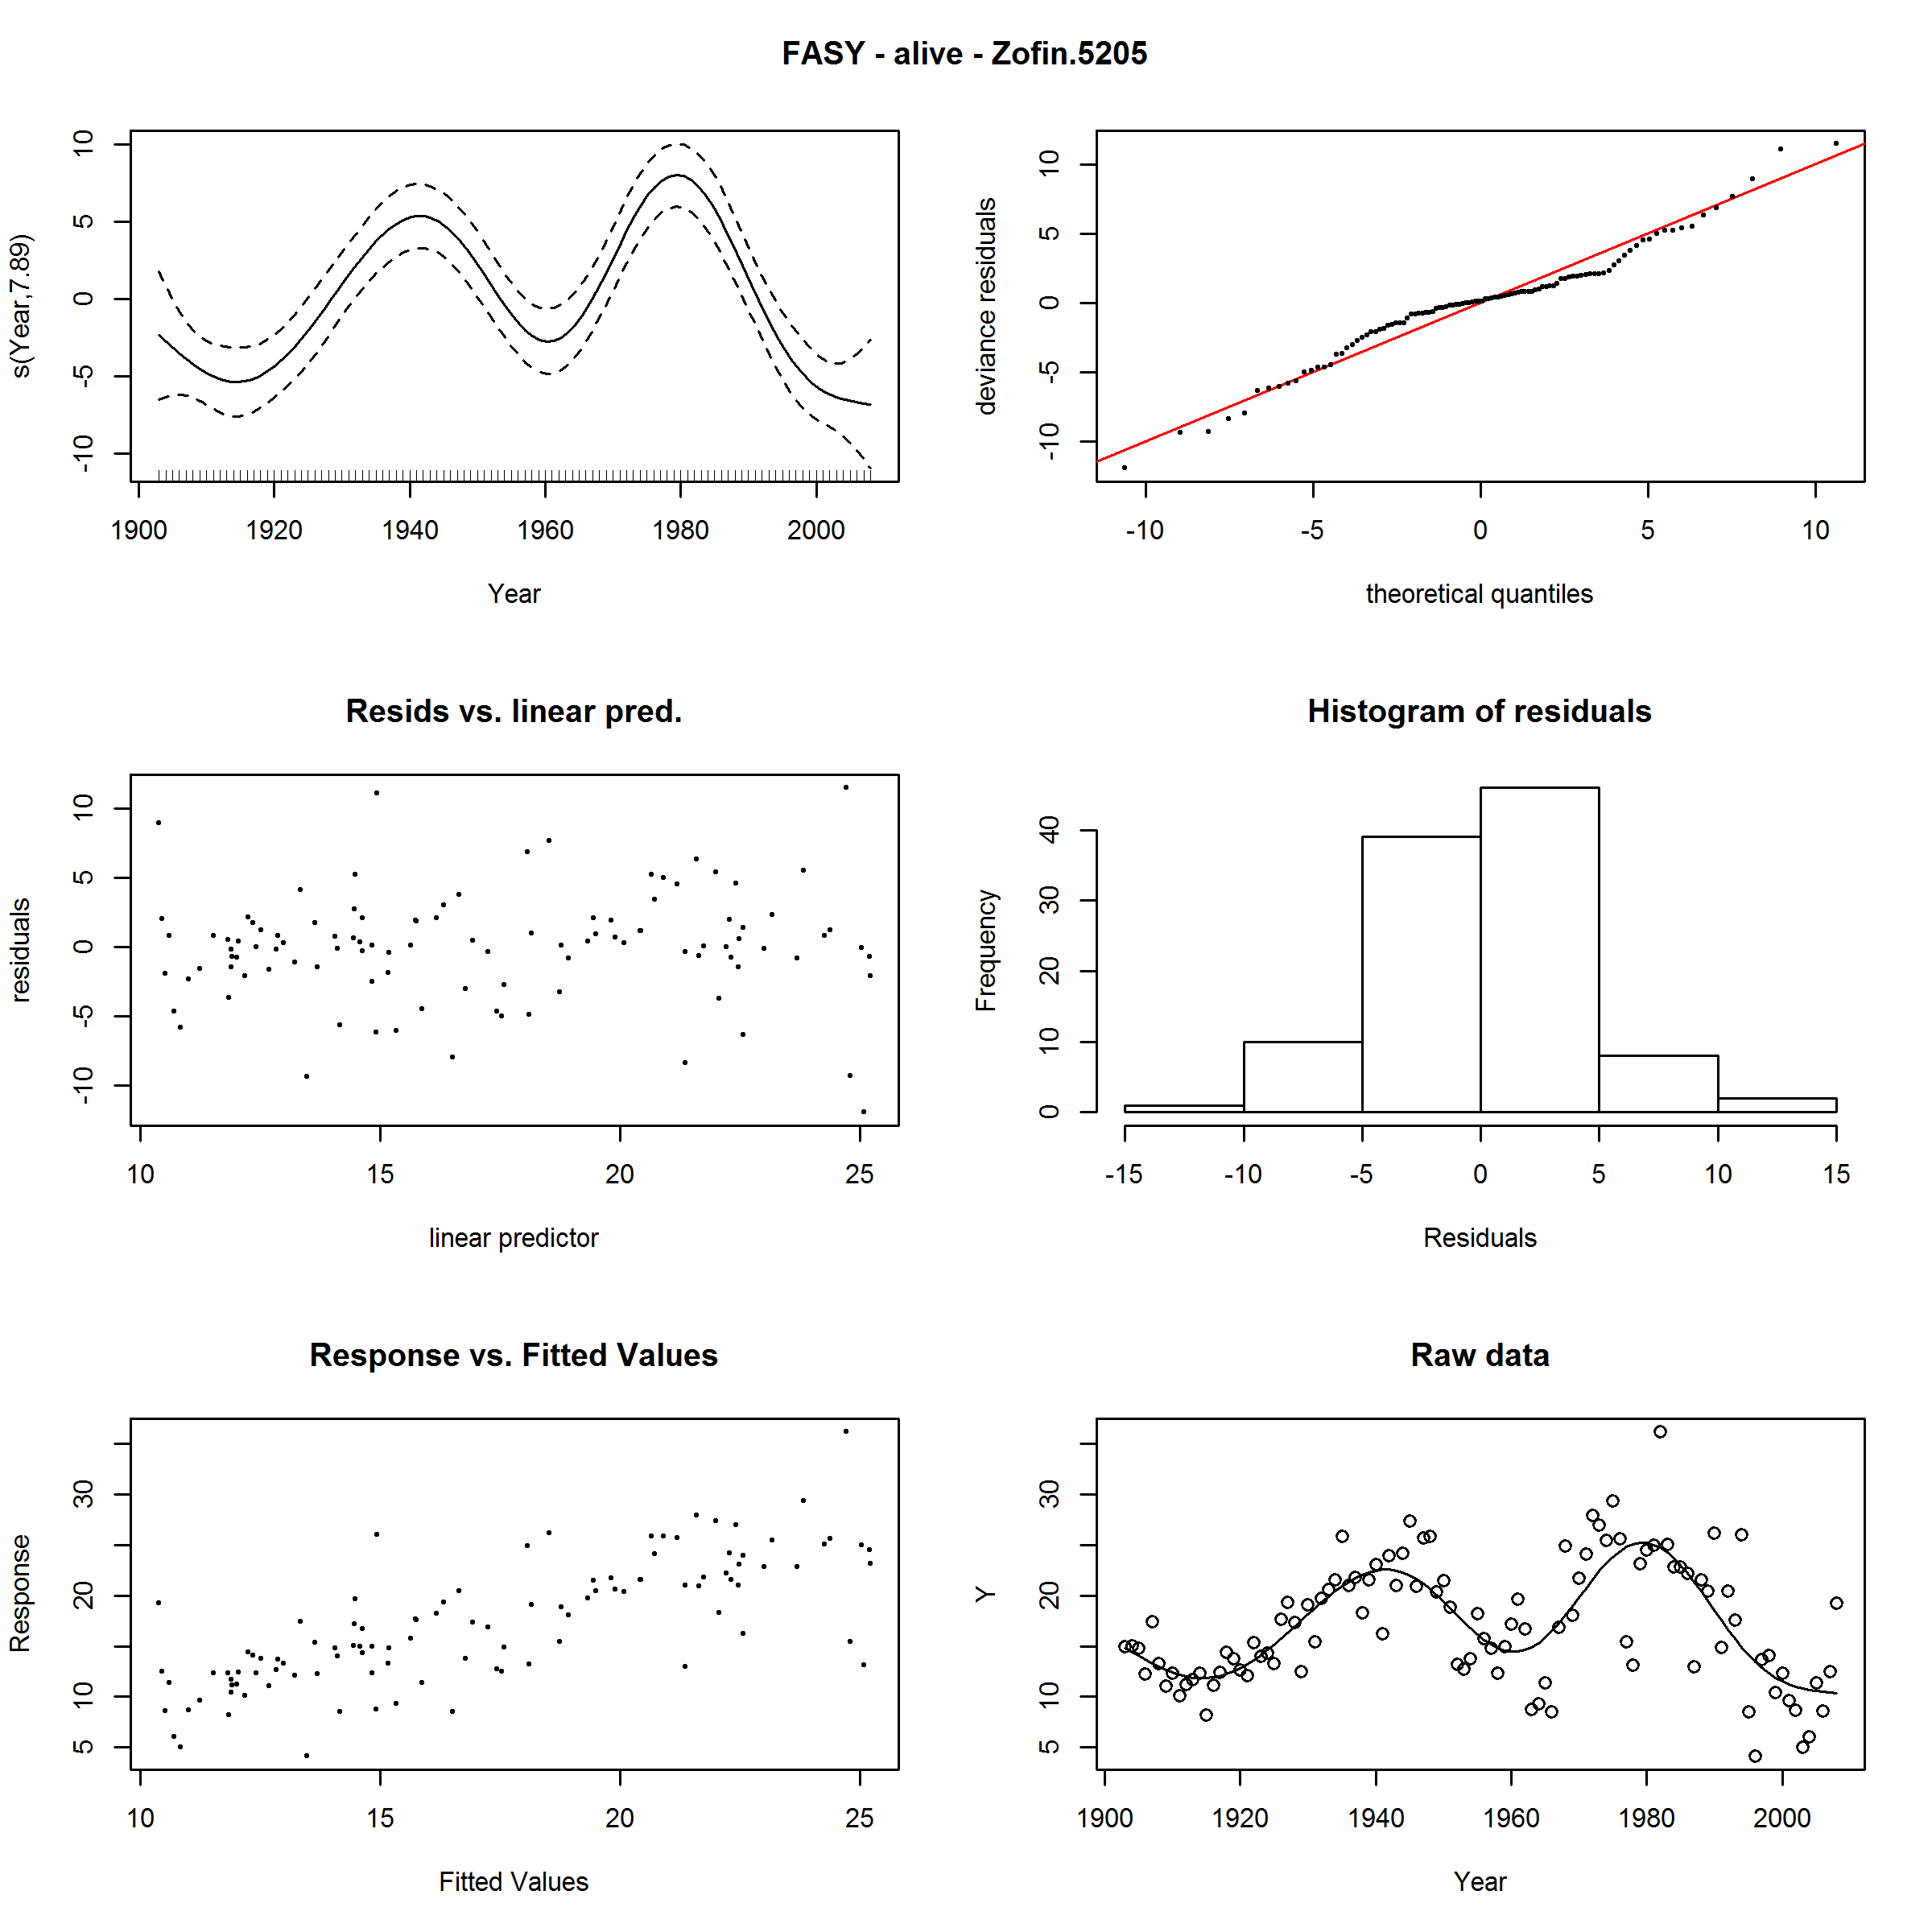 FASY - alive - Zofin.5205
s(Year,7.89)
10
5
0
-5
-10
1900 1920 1940 1960 1980 2000
Year
deviance residuals
10
5
0
-5
-10
-10 -5 0 5 10
theoretical quantiles
Resids vs. linear pred.
residuals
10
5
0
-5
-10
10 15 20 25
linear predictor
Histogram of residuals
Frequency
40
30
20
10
0
-15 -10 -5 0 5 10 15
Residuals
Response vs. Fitted Values
Response
30
20
10
5
10 15 20 25
Fitted Values
Raw data
Y
30
20
10
5
1900 1920 1940 1960 1980 2000
Year